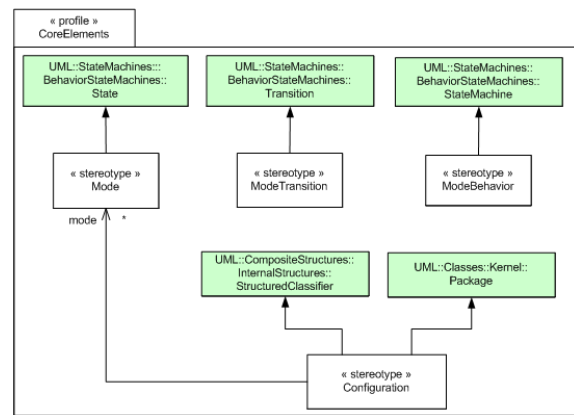 « profile »
CoreElements
UML::StateMachines:::
BehaviorStateMachines::
State
UML::StateMachines::
BehaviorStateMachines::
Transition
UML::StateMachines::
BehaviorStateMachines::
StateMachine
« stereotype »
Mode
« stereotype »
ModeTransition
« stereotype »
ModeBehavior
mode *
UML::CompositeStructures::
InternalStructures::
StructuredClassifier
UML::Classes::Kernel::
Package
« stereotype »
Configuration